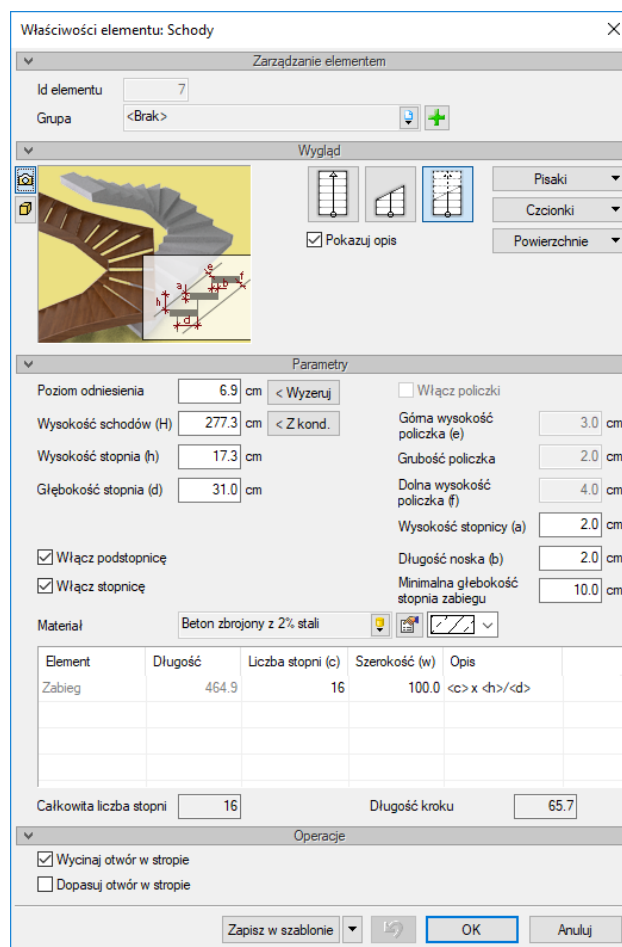 Właściwości elementu: Schody
Zarządzanie elementem
Id elementu 7
Grupa <Brak>
Wygląd
Pisaki
Czcionki
Pokazuj opis Powierzchnie
a e b f
h
d
Parametry
Poziom odniesienia 6.9 cm < Wyzeruj
Wysokość schodów (H) 277.3 cm < Z kond.
Wysokość stopnia (h) 17.3 cm
Głębokość stopnia (d) 31.0 cm
Włącz policzki
Górna wysokość policzka (e) 3.0 cm
Grubość policzka 2.0 cm
Dolna wysokość policzka (f) 4.0 cm
Wysokość stopnicy (a) 2.0 cm
Włącz podstopnicę
Długość noska (b) 2.0 cm
Włącz stopnicę
Minimalna głebokość stopnia zabiegu 10.0 cm
Materiał Beton zbrojony z 2% stali
Element Długość Liczba stopni (c) Szerokość (w) Opis
Zabieg 464.9 16 100.0 <c> x <h>/<d>
Całkowita liczba stopni 16 Długość kroku 65.7
Operacje
Wycinaj otwór w stropie
Dopasuj otwór w stropie
Zapisz w szablonie OK Anuluj